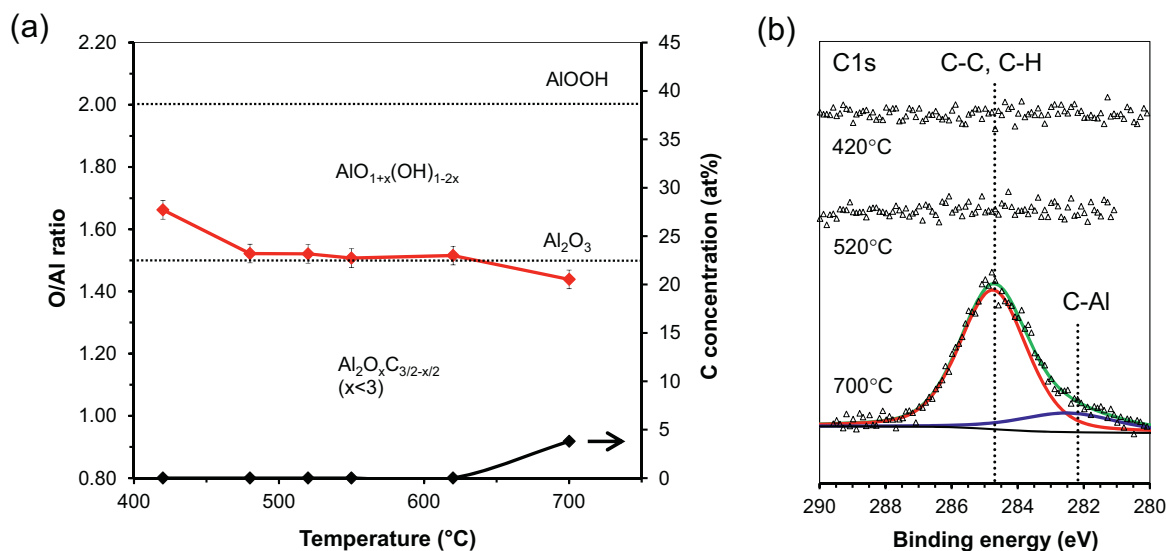 (a)
2.20
2.00
1.80
1.60
1.40
1.20
1.00
0.80
O/Al ratio
AlOOH
AlO1+x(OH)1-2x
Al2O3
Al2OxC3/2-x/2
(x<3)
45
40
35
30
25
20
15
10
5
0
C concentration (at%)
400
500
600
700
Temperature (°C)
(b)
C1s
C-C, C-H
420°C
520°C
C-Al
700°C
290
288
286
284
282
280
Binding energy (eV)